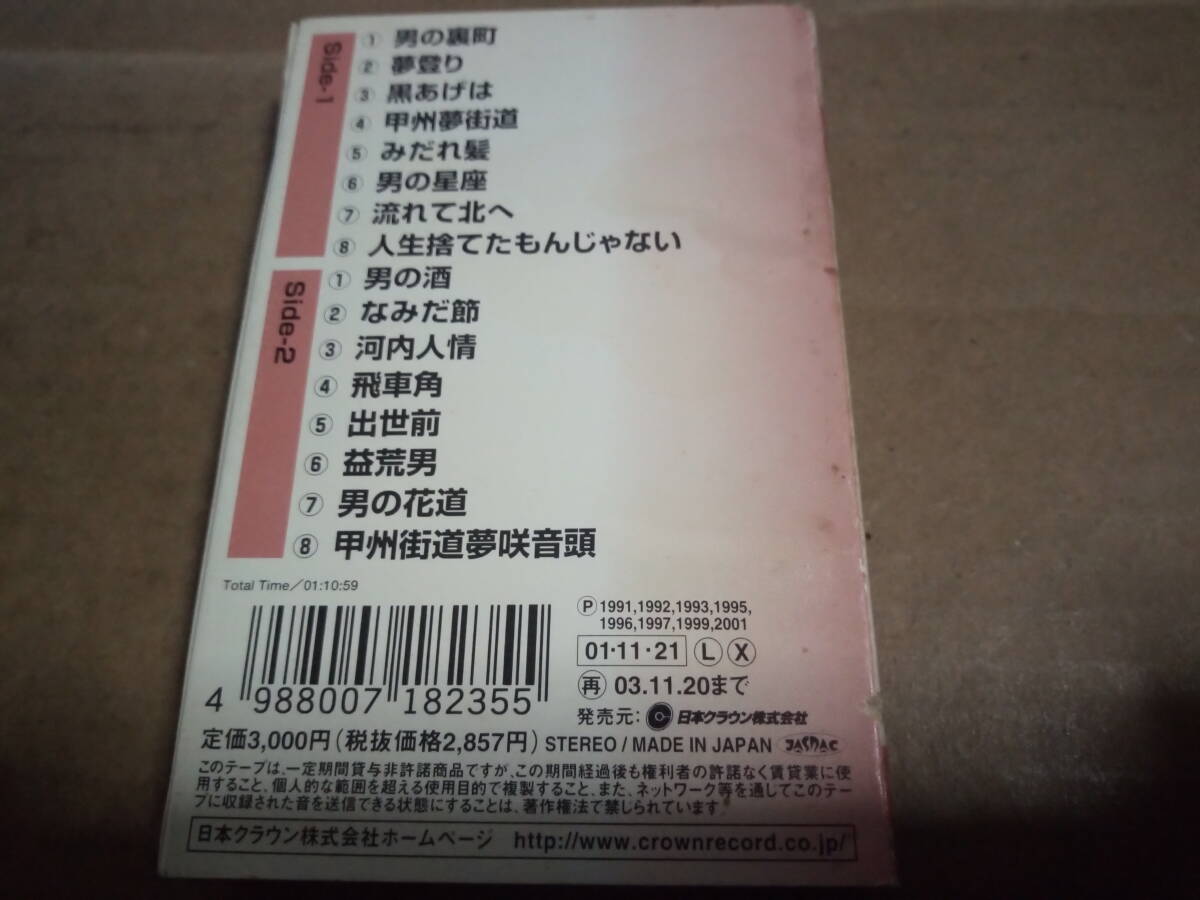 Side-1
① 男の裏町
② 夢登り
③ 黒あげは
④ 甲州夢街道
⑤ みだれ髪
⑥ 男の星座
⑦ 流れて北へ
⑧ 人生捨てたもんじゃない
Side-2
① 男の酒
② なみだ節
③ 河内人情
④ 飛車角
⑤ 出世前
⑥ 益荒男
⑦ 男の花道
⑧ 甲州街道夢咲音頭
Total Time/01:10:59
Ⓟ1991,1992,1993,1995,
1996,1997,1999,2001
01・11・21 Ⓛ Ⓧ
㊢ 03.11.20まで
発売元: 日本クラウン株式会社
4 988007 182355
定価3,000円(税抜価格2,857円) STEREO / MADE IN JAPAN JASRAC
このテープは、一定期間貸与非許諾商品ですが、この期間経過後も権利者の許諾なく賃貸業に使
用すること、個人的な範囲を超える使用目的で複製すること、また、ネットワーク等を通してこのテー
プに収録された音を送信できる状態にすることは、著作権法で禁じられています。
日本クラウン株式会社ホームページ http://www.crownrecord.co.jp/